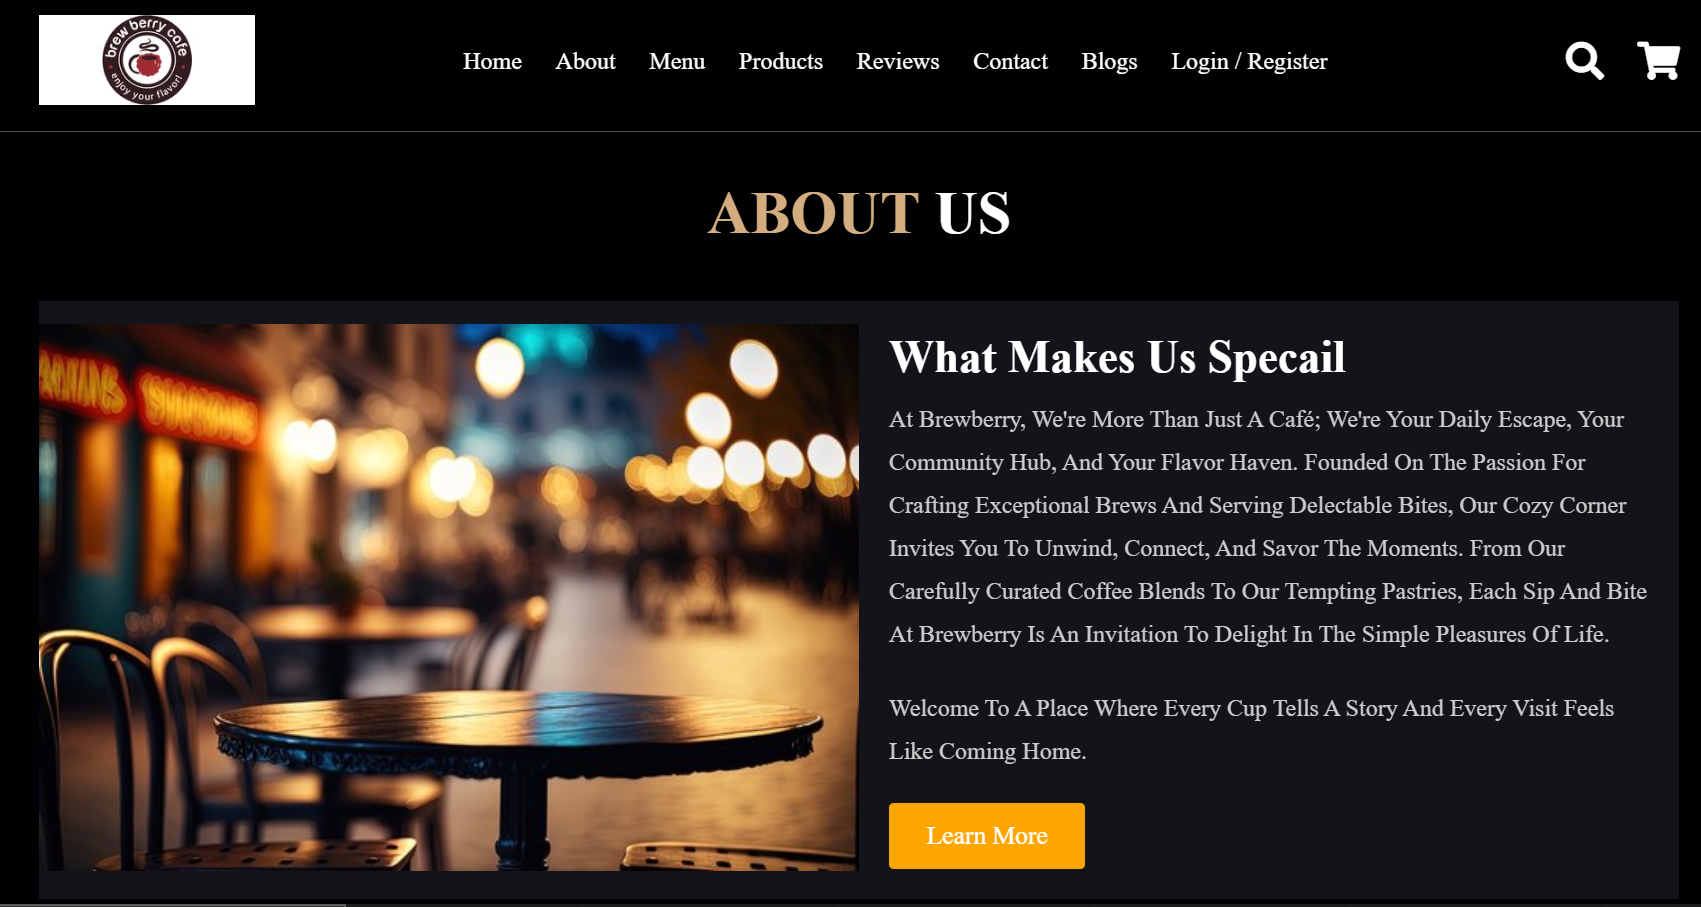 brew berry cafe
enjoy your flavor!
Home About Menu Products Reviews Contact Blogs Login / Register
ABOUT US
What Makes Us Specail
At Brewberry, We're More Than Just A Café; We're Your Daily Escape, Your
Community Hub, And Your Flavor Haven. Founded On The Passion For
Crafting Exceptional Brews And Serving Delectable Bites, Our Cozy Corner
Invites You To Unwind, Connect, And Savor The Moments. From Our
Carefully Curated Coffee Blends To Our Tempting Pastries, Each Sip And Bite
At Brewberry Is An Invitation To Delight In The Simple Pleasures Of Life.
Welcome To A Place Where Every Cup Tells A Story And Every Visit Feels
Like Coming Home.
Learn More